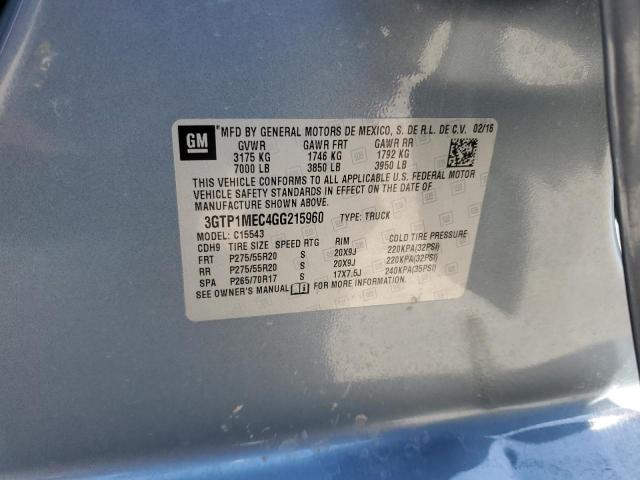 GM
MFD BY GENERAL MOTORS DE MEXICO, S. DE R.L. DE C.V. 02/16
GVWR GAWR FRT GAWR RR
3175 KG 1746 KG 1792 KG
7000 LB 3850 LB 3950 LB
THIS VEHICLE CONFORMS TO ALL APPLICABLE U.S. FEDERAL MOTOR
VEHICLE SAFETY STANDARDS IN EFFECT ON THE DATE OF
MANUFACTURE SHOWN ABOVE.
3GTP1MEC4GG215960 TYPE: TRUCK
MODEL: C15543
CDH9 TIRE SIZE SPEED RTG RIM COLD TIRE PRESSURE
FRT P275/55R20 S 20X9J 220KPA(32PSI)
RR P275/55R20 S 20X9J 220KPA(32PSI)
SPA P265/70R17 S 17X7.5J 240KPA(35PSI)
SEE OWNER'S MANUAL FOR MORE INFORMATION.